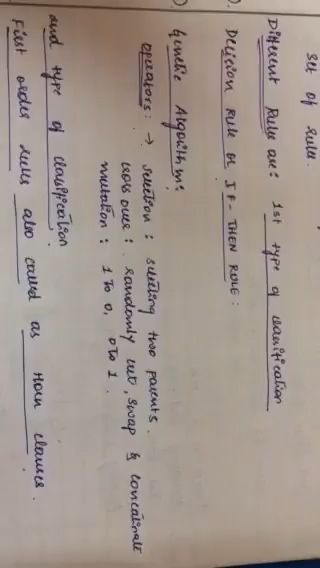 set of rules.
Different Rules are: 1st type of classification
Decision Rule or IF-THEN RULE:
Genetic Algorithm:
operators: → selection: selecting two parents.
cross over: Randomly cut, swap & concatinate
mutation: 1 to 0, 0 to 1.
2nd type of classification
First order rules also called as Horn clauses.